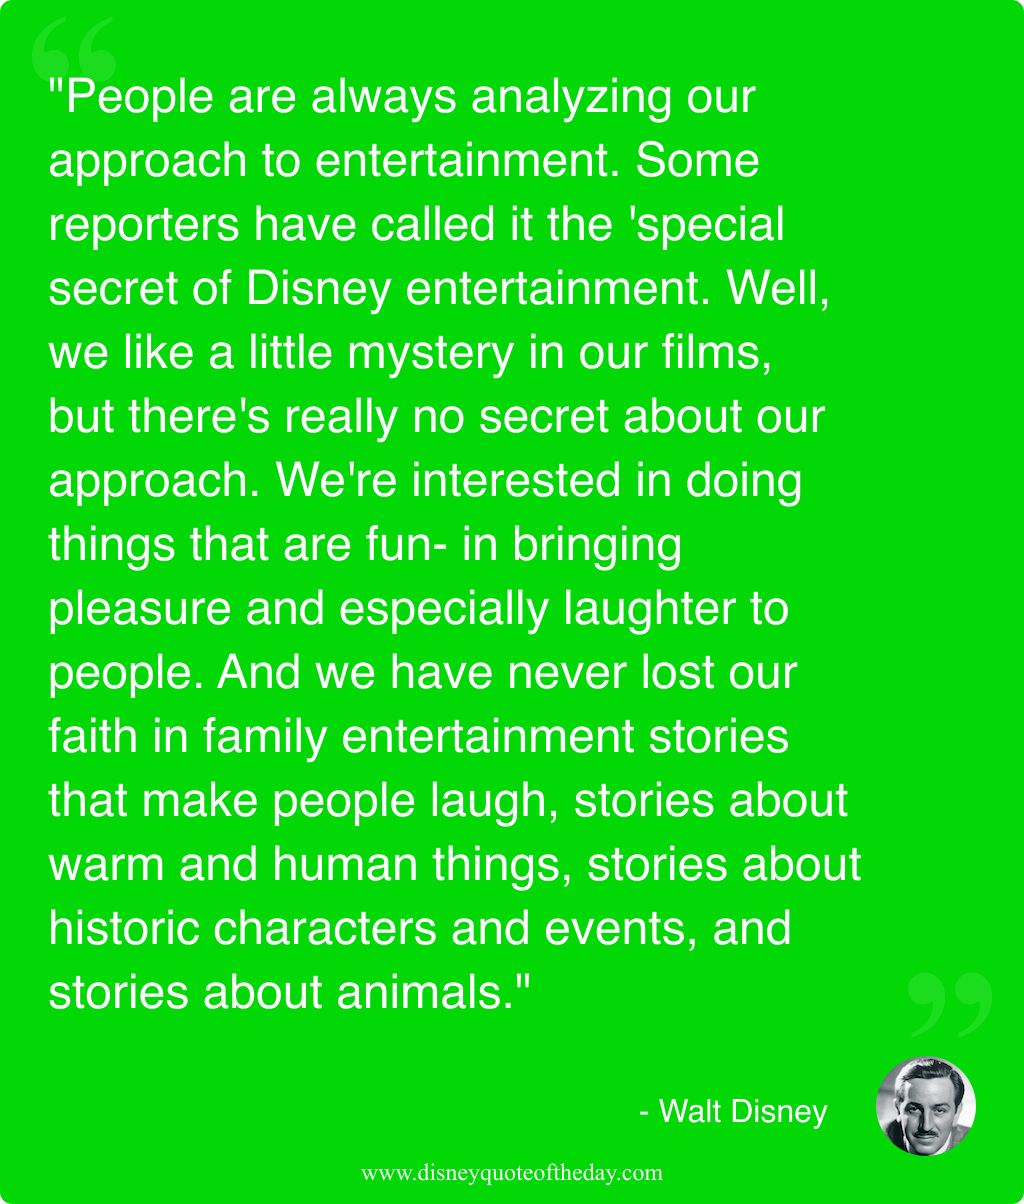 "People are always analyzing our
approach to entertainment. Some
reporters have called it the 'special
secret of Disney entertainment. Well,
we like a little mystery in our films,
but there's really no secret about our
approach. We're interested in doing
things that are fun- in bringing
pleasure and especially laughter to
people. And we have never lost our
faith in family entertainment stories
that make people laugh, stories about
warm and human things, stories about
historic characters and events, and
stories about animals."
- Walt Disney
www.disneyquoteoftheday.com